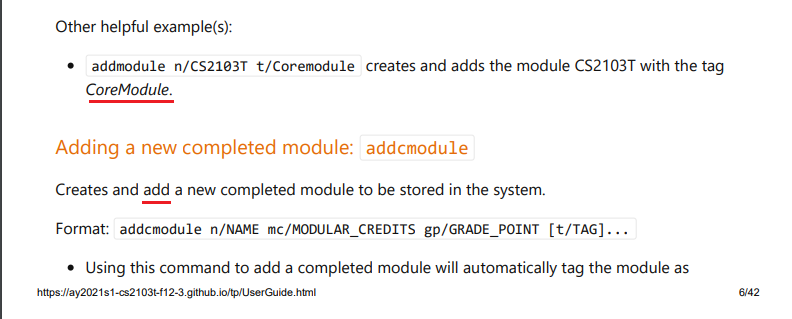 Other helpful example(s):
• addmodule n/CS2103T t/Coremodule creates and adds the module CS2103T with the tag
CoreModule.
Adding a new completed module: addcmodule
Creates and add a new completed module to be stored in the system.
Format: addcmodule n/NAME mc/MODULAR_CREDITS gp/GRADE_POINT [t/TAG]...
• Using this command to add a completed module will automatically tag the module as
https://ay2021s1-cs2103t-f12-3.github.io/tp/UserGuide.html 6/42